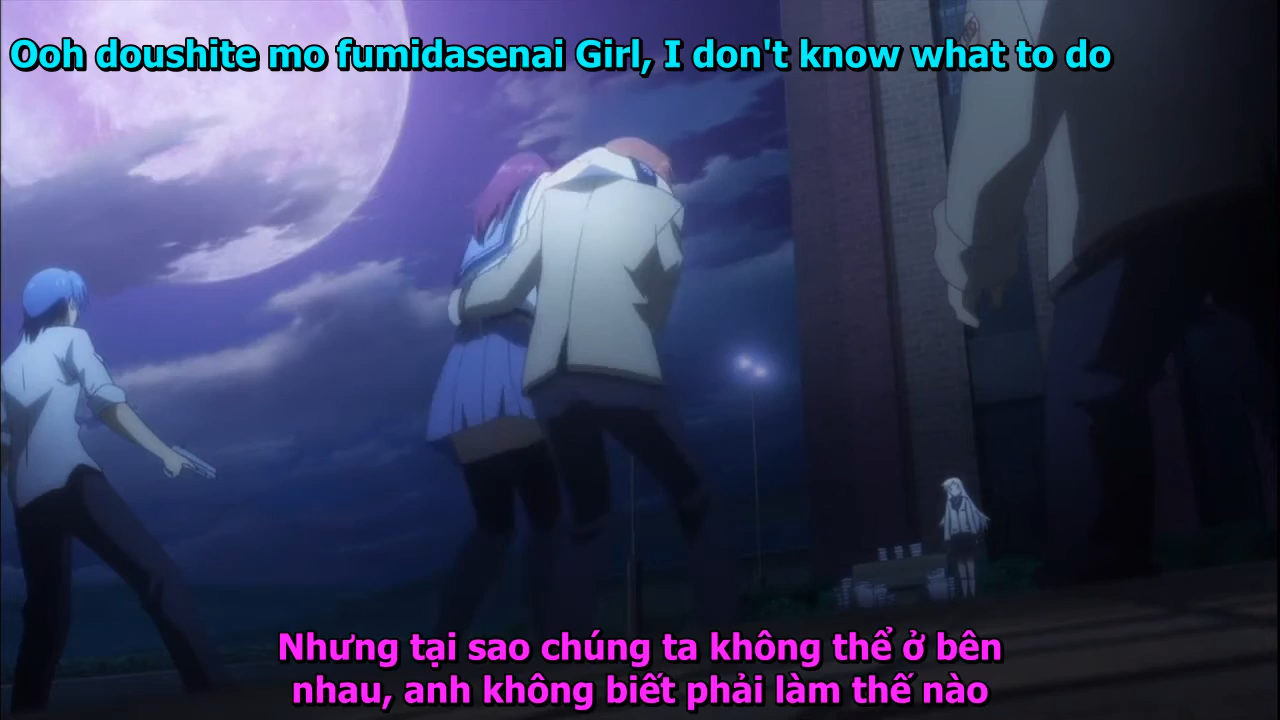 Ooh doushite mo fumidasenai Girl, I don't know what to do
Nhưng tại sao chúng ta không thể ở bên
nhau, anh không biết phải làm thế nào